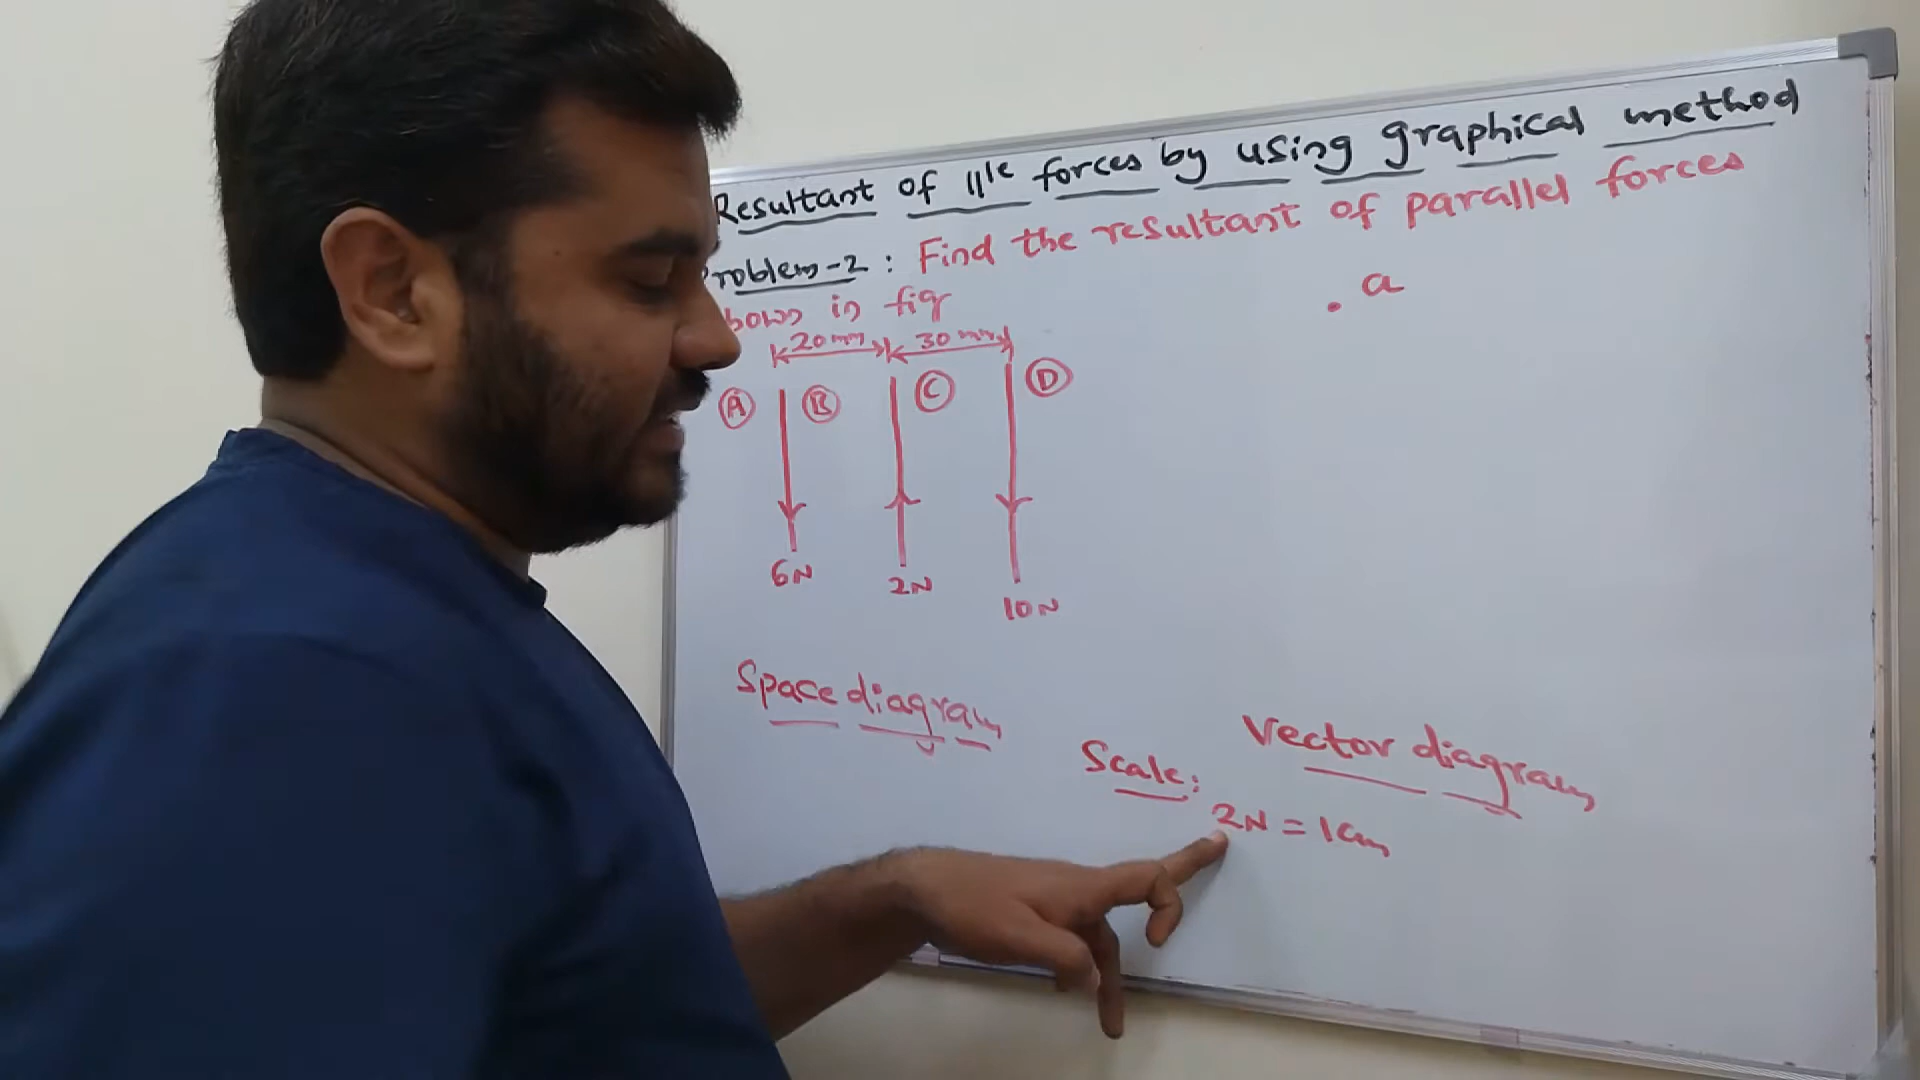 Resultant of ||le forces by using graphical method
Problem-2 : Find the resultant of parallel forces
in fig
. a
20mm 30mm
A B C D
6N 2N 10N
Space diagram
Vector diagram
Scale:
2N = 1cm